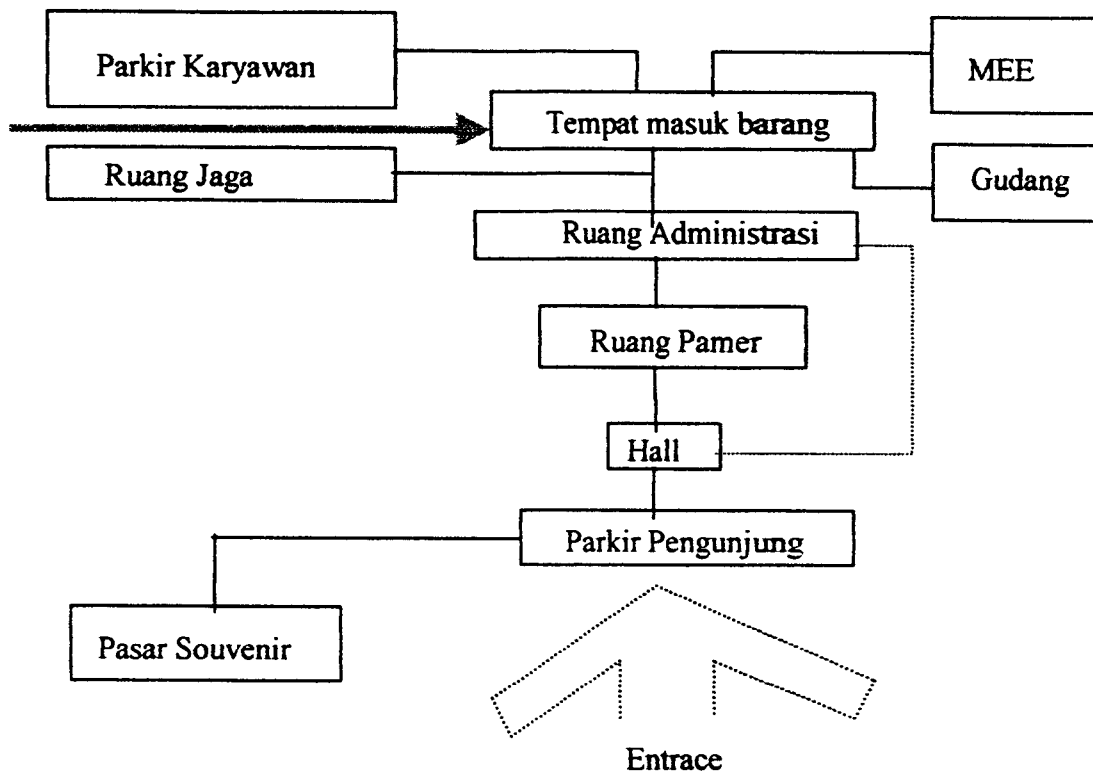 Parkir Karyawan
MEE
Tempat masuk barang
Ruang Jaga
Gudang
Ruang Administrasi
Ruang Pamer
Hall
Parkir Pengunjung
Pasar Souvenir
Entrace